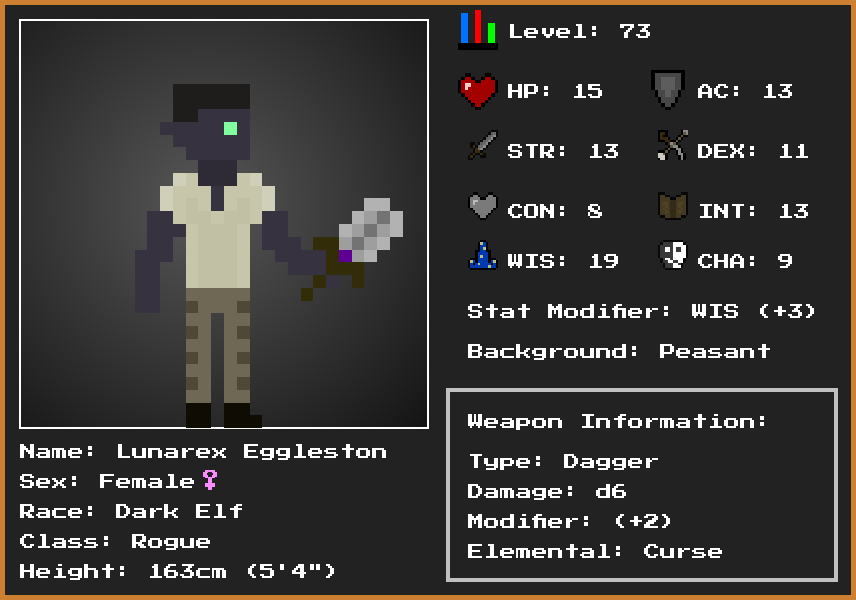 Level: 73
HP: 15
AC: 13
STR: 13
DEX: 11
CON: 8
INT: 13
WIS: 19
CHA: 9
Stat Modifier: WIS (+3)
Background: Peasant
Weapon Information:
Type: Dagger
Damage: d6
Modifier: (+2)
Elemental: Curse
Name: Lunarex Eggleston
Sex: Female♀
Race: Dark Elf
Class: Rogue
Height: 163cm (5'4")